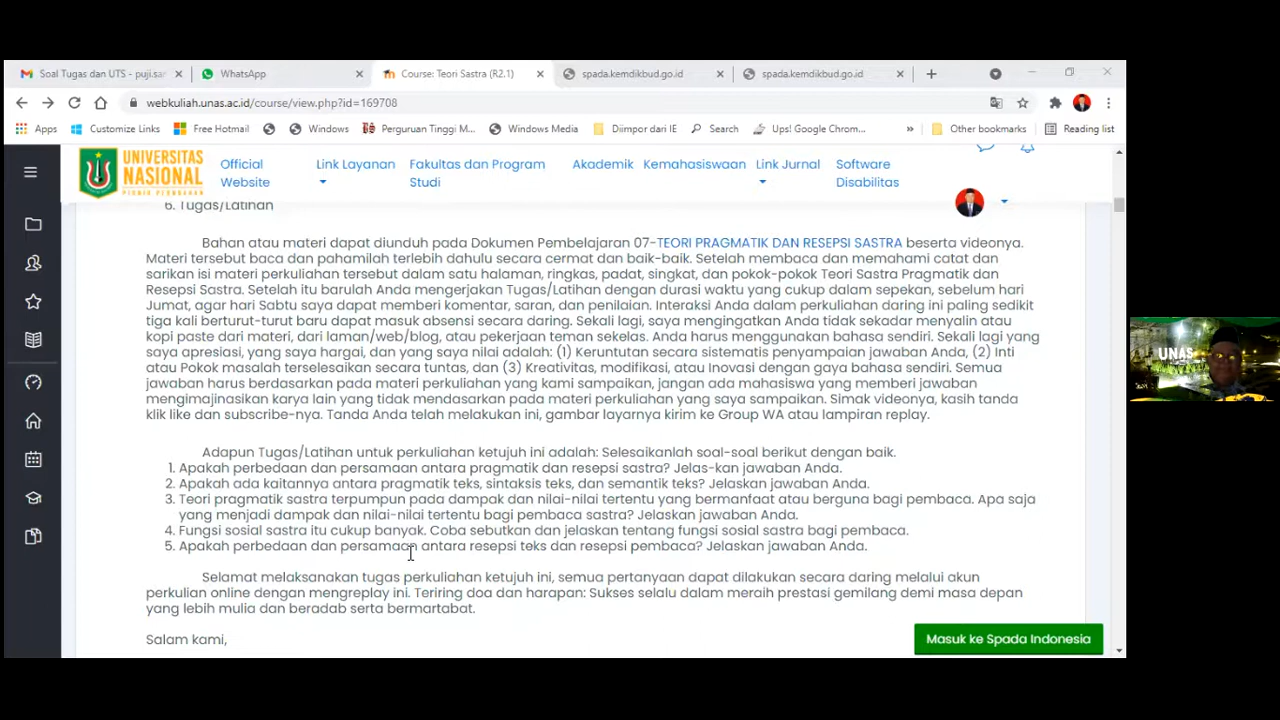 Soal Tugas dan UTS - puji.sar
WhatsApp
Course: Teori Sastra (R2.1)
spada.kemdikbud.go.id
spada.kemdikbud.go.id
webkuliah.unas.ac.id/course/view.php?id=169708
Apps
Customize Links
Free Hotmail
Windows
Perguruan Tinggi M...
Windows Media
Diimpor dari IE
Search
Ups! Google Chrom...
»
Other bookmarks
Reading list
UNIVERSITAS
NASIONAL
Official
Website
Link Layanan
Fakultas dan Program
Studi
Akademik
Kemahasiswaan
Link Jurnal
Software
Disabilitas
6. Tugas/Latihan
Bahan atau materi dapat diunduh pada Dokumen Pembelajaran 07-TEORI PRAGMATIK DAN RESEPSI SASTRA beserta videonya.
Materi tersebut baca dan pahamilah terlebih dahulu secara cermat dan baik-baik. Setelah membaca dan memahami catat dan
sarikan isi materi perkuliahan tersebut dalam satu halaman, ringkas, padat, singkat, dan pokok-pokok Teori Sastra Pragmatik dan
Resepsi Sastra. Setelah itu barulah Anda mengerjakan Tugas/Latihan dengan durasi waktu yang cukup dalam sepekan, sebelum hari
Jumat, agar hari Sabtu saya dapat memberi komentar, saran, dan penilaian. Interaksi Anda dalam perkuliahan daring ini paling sedikit
tiga kali berturut-turut baru dapat masuk absensi secara daring. Sekali lagi, saya mengingatkan Anda tidak sekadar menyalin atau
kopi paste dari materi, dari laman/web/blog, atau pekerjaan teman sekelas. Anda harus menggunakan bahasa sendiri. Sekali lagi yang
saya apresiasi, yang saya hargai, dan yang saya nilai adalah: (1) Keruntutan secara sistematis penyampaian jawaban Anda, (2) Inti
atau Pokok masalah terselesaikan secara tuntas, dan (3) Kreativitas, modifikasi, atau Inovasi dengan gaya bahasa sendiri. Semua
jawaban harus berdasarkan pada materi perkuliahan yang kami sampaikan, jangan ada mahasiswa yang memberi jawaban
mengimajinasikan karya lain yang tidak mendasarkan pada materi perkuliahan yang saya sampaikan. Simak videonya, kasih tanda
klik like dan subscribe-nya. Tanda Anda telah melakukan ini, gambar layarnya kirim ke Group WA atau lampiran replay.
Adapun Tugas/Latihan untuk perkuliahan ketujuh ini adalah: Selesaikanlah soal-soal berikut dengan baik.
1. Apakah perbedaan dan persamaan antara pragmatik dan resepsi sastra? Jelas-kan jawaban Anda.
2. Apakah ada kaitannya antara pragmatik teks, sintaksis teks, dan semantik teks? Jelaskan jawaban Anda.
3. Teori pragmatik sastra terpumpun pada dampak dan nilai-nilai tertentu yang bermanfaat atau berguna bagi pembaca. Apa saja
yang menjadi dampak dan nilai-nilai tertentu bagi pembaca sastra? Jelaskan jawaban Anda.
4. Fungsi sosial sastra itu cukup banyak. Coba sebutkan dan jelaskan tentang fungsi sosial sastra bagi pembaca.
5. Apakah perbedaan dan persamaan antara resepsi teks dan resepsi pembaca? Jelaskan jawaban Anda.
Selamat melaksanakan tugas perkuliahan ketujuh ini, semua pertanyaan dapat dilakukan secara daring melalui akun
perkulian online dengan mengreplay ini. Teriring doa dan harapan: Sukses selalu dalam meraih prestasi gemilang demi masa depan
yang lebih mulia dan beradab serta bermartabat.
Salam kami,
Masuk ke Spada Indonesia
UNAS